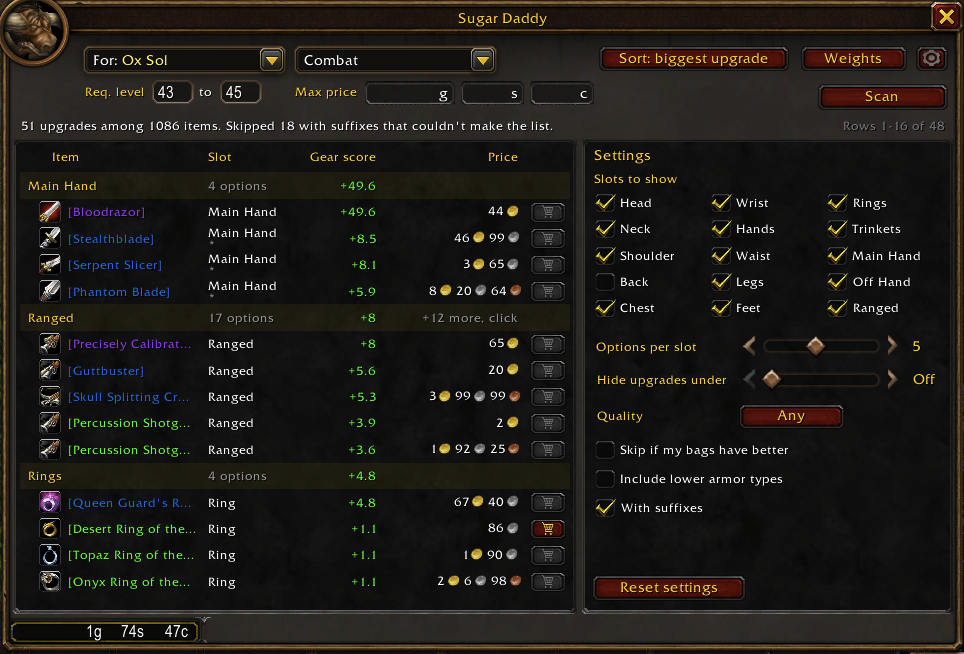 Sugar Daddy
For: Ox Sol
Combat
Sort: biggest upgrade
Weights
Req. level 43 to 45
Max price g s c
Scan
51 upgrades among 1086 items. Skipped 18 with suffixes that couldn't make the list.
Rows 1-16 of 48
Item Slot Gear score Price
Main Hand 4 options +49.6
[Bloodrazor] Main Hand +49.6 44
[Stealthblade] Main Hand * +8.5 46 99
[Serpent Slicer] Main Hand * +8.1 3 65
[Phantom Blade] Main Hand * +5.9 8 20 64
Ranged 17 options +8 +12 more, click
[Precisely Calibrat... Ranged +8 65
[Guttbuster] Ranged +5.6 20
[Skull Splitting Cr... Ranged +5.3 3 99 99
[Percussion Shotg... Ranged +3.9 2
[Percussion Shotg... Ranged +3.6 1 92 25
Rings 4 options +4.8
[Queen Guard's R... Ring +4.8 67 40
[Desert Ring of the... Ring +1.1 86
[Topaz Ring of the... Ring +1.1 1 90
[Onyx Ring of the... Ring +1.1 2 6 98
Settings
Slots to show
Head Wrist Rings
Neck Hands Trinkets
Shoulder Waist Main Hand
Back Legs Off Hand
Chest Feet Ranged
Options per slot 5
Hide upgrades under Off
Quality Any
Skip if my bags have better
Include lower armor types
With suffixes
Reset settings
1g 74s 47c